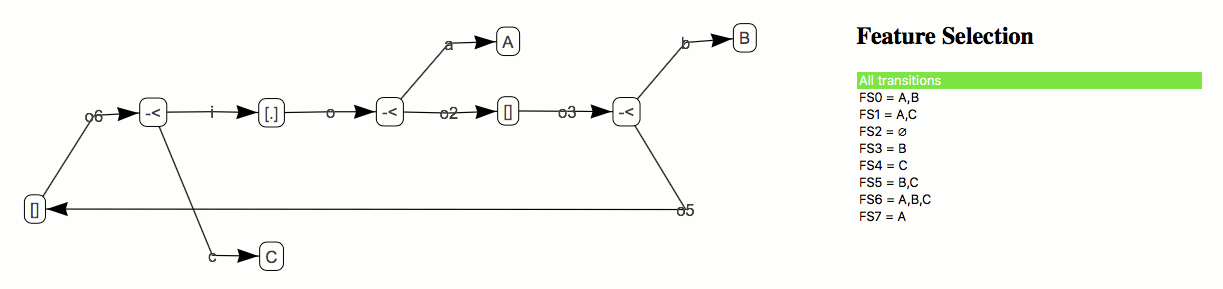 a
A
b
B
o6
-<
i
[.]
o
-<
o2
[]
o3
-<
[]
o5
c
C
Feature Selection
All transitions
FS0 = A,B
FS1 = A,C
FS2 = ∅
FS3 = B
FS4 = C
FS5 = B,C
FS6 = A,B,C
FS7 = A